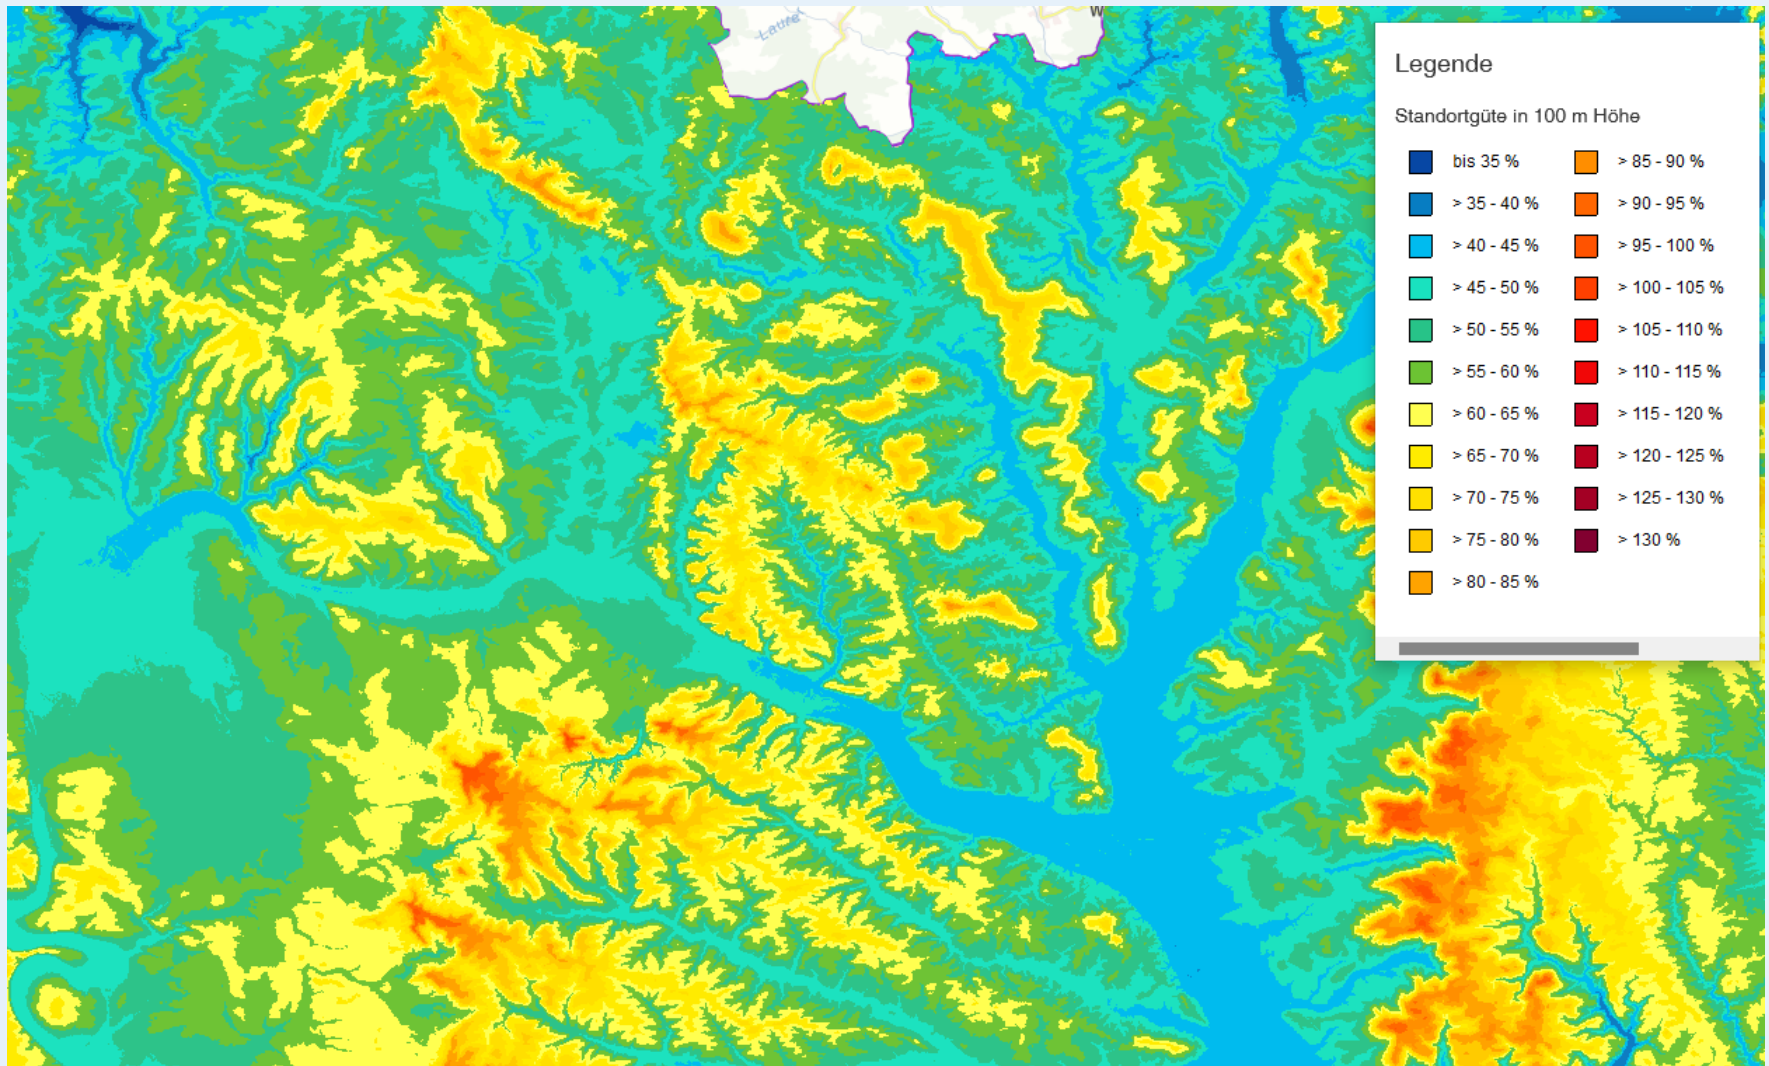 Lauter
W
Legende
Standortgüte in 100 m Höhe
bis 35 %
> 35 - 40 %
> 40 - 45 %
> 45 - 50 %
> 50 - 55 %
> 55 - 60 %
> 60 - 65 %
> 65 - 70 %
> 70 - 75 %
> 75 - 80 %
> 80 - 85 %
> 85 - 90 %
> 90 - 95 %
> 95 - 100 %
> 100 - 105 %
> 105 - 110 %
> 110 - 115 %
> 115 - 120 %
> 120 - 125 %
> 125 - 130 %
> 130 %